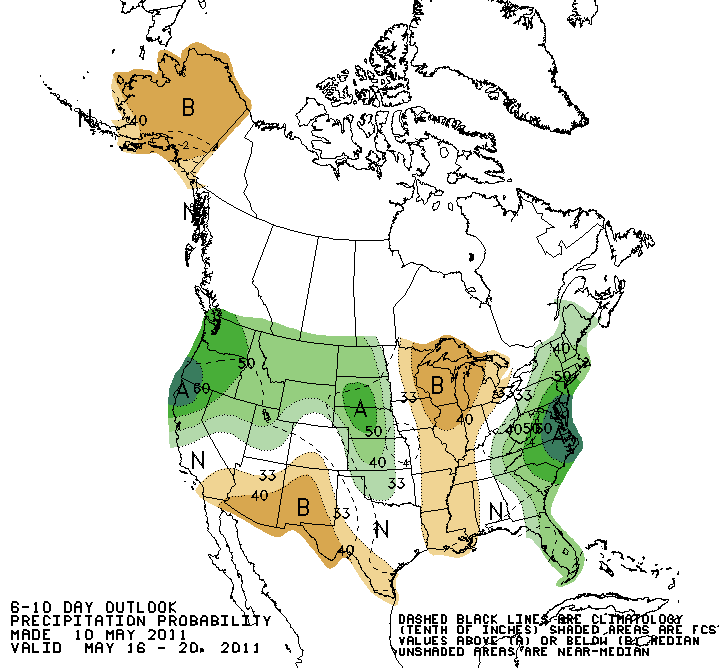 B
N
40
N
40
50
50
B
A
60
33
33
33
A
40
50
40
50
60
A
N
40
33
33
40
B
33
N
N
40
6-10 DAY OUTLOOK
PRECIPITATION PROBABILITY
MADE 10 MAY 2011
VALID MAY 16 - 20, 2011
DASHED BLACK LINES ARE CLIMATOLOGY
(TENTH OF INCHES) SHADED AREAS ARE FCST
VALUES ABOVE (A) OR BELOW (B) MEDIAN
UNSHADED AREAS ARE NEAR-MEDIAN